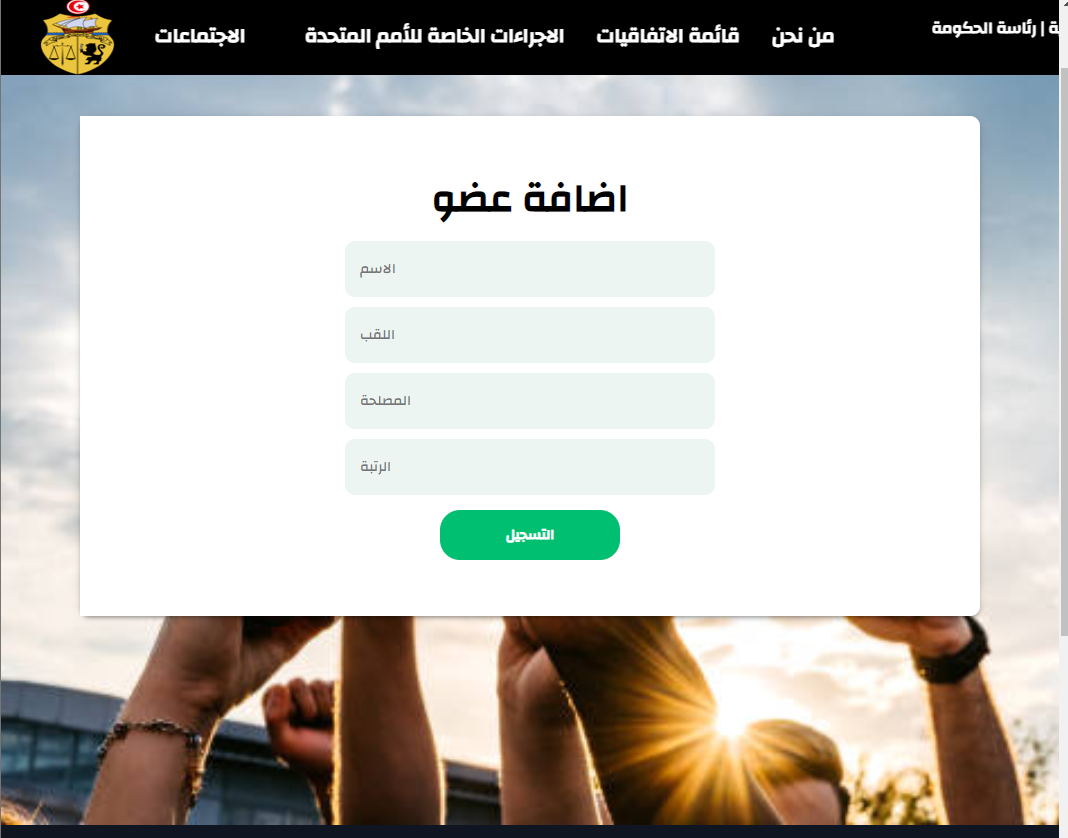 ة | رئاسة الحكومة
من نحن
قائمة الاتفاقيات
الاجراءات الخاصة للأمم المتحدة
الاجتماعات
اضافة عضو
الاسم
اللقب
المصلحة
الرتبة
التسجيل